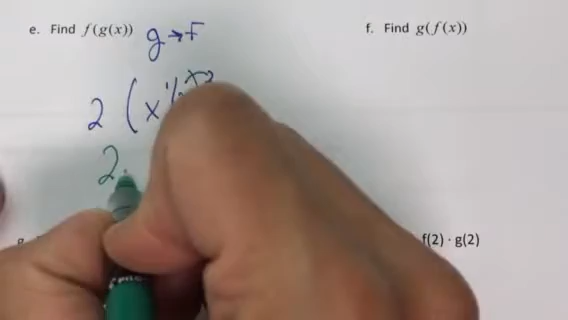 e. Find f(g(x)) g→F
f. Find g(f(x))
2 (x
2
f(2) · g(2)